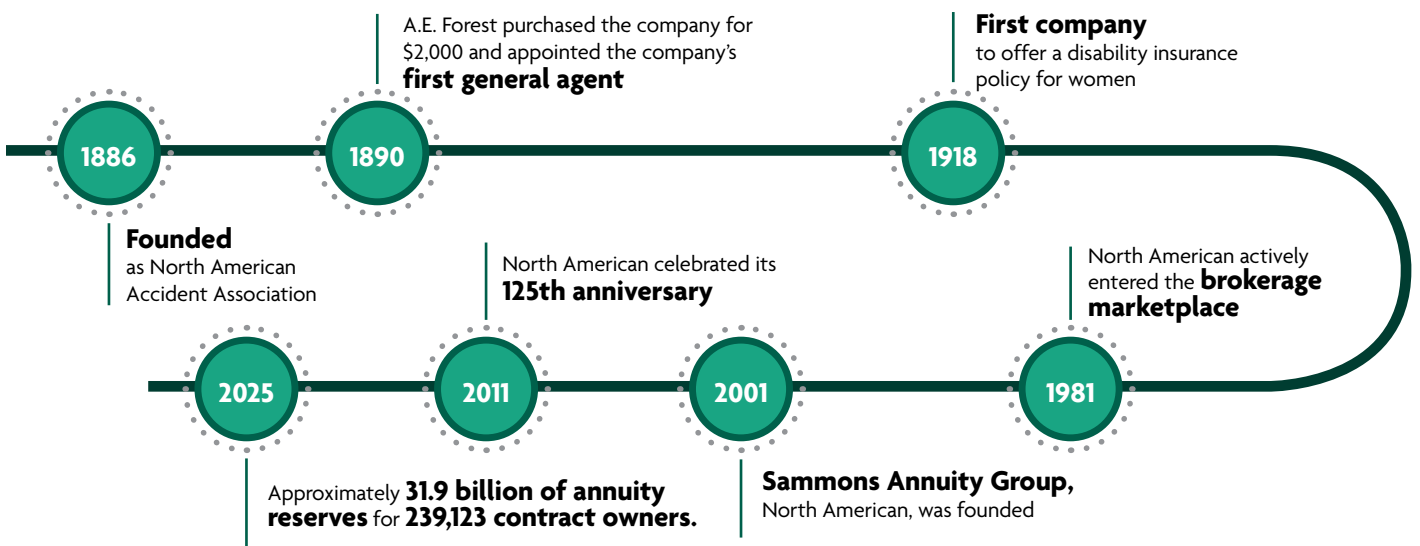 1886
Founded
as North American
Accident Association
1890
A.E. Forest purchased the company for
$2,000 and appointed the company's
first general agent
1918
First company
to offer a disability insurance
policy for women
1981
North American actively
entered the brokerage
marketplace
2001
Sammons Annuity Group,
North American, was founded
2011
North American celebrated its
125th anniversary
2025
Approximately 31.9 billion of annuity
reserves for 239,123 contract owners.